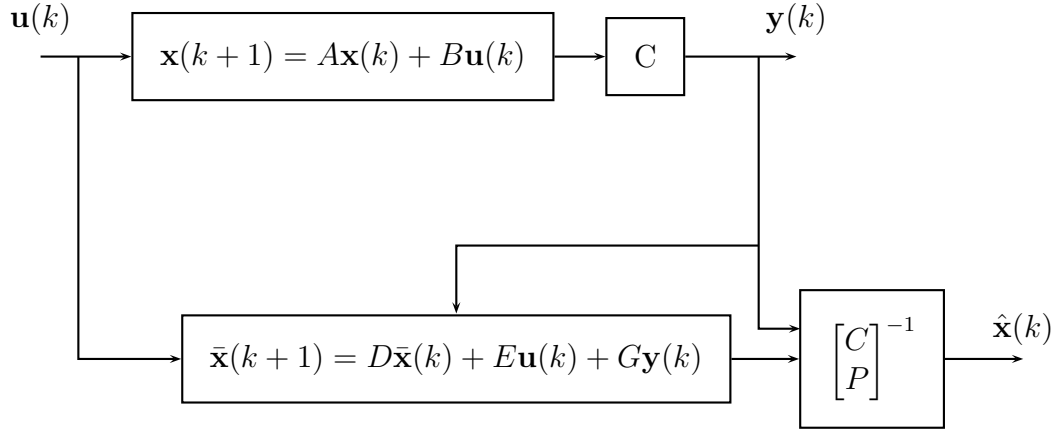 𝐮(k)
𝐲(k)
𝐱(k + 1) = A𝐱(k) + B𝐮(k)
C
𝐱̄(k + 1) = D𝐱̄(k) + E𝐮(k) + G𝐲(k)
[C
P]⁻¹
𝐱̂(k)